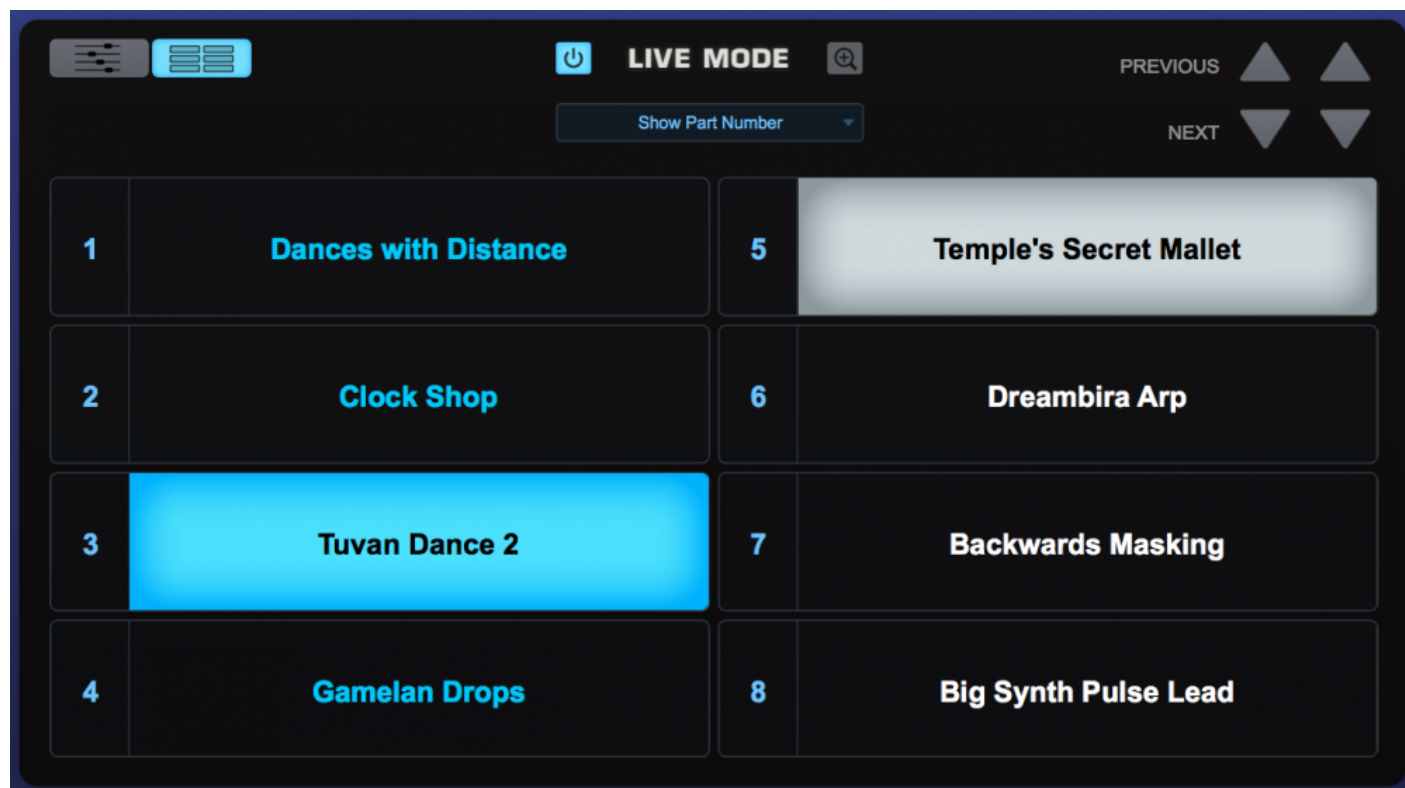 LIVE MODE
PREVIOUS
Show Part Number
NEXT
1 Dances with Distance
2 Clock Shop
3 Tuvan Dance 2
4 Gamelan Drops
5 Temple's Secret Mallet
6 Dreambira Arp
7 Backwards Masking
8 Big Synth Pulse Lead